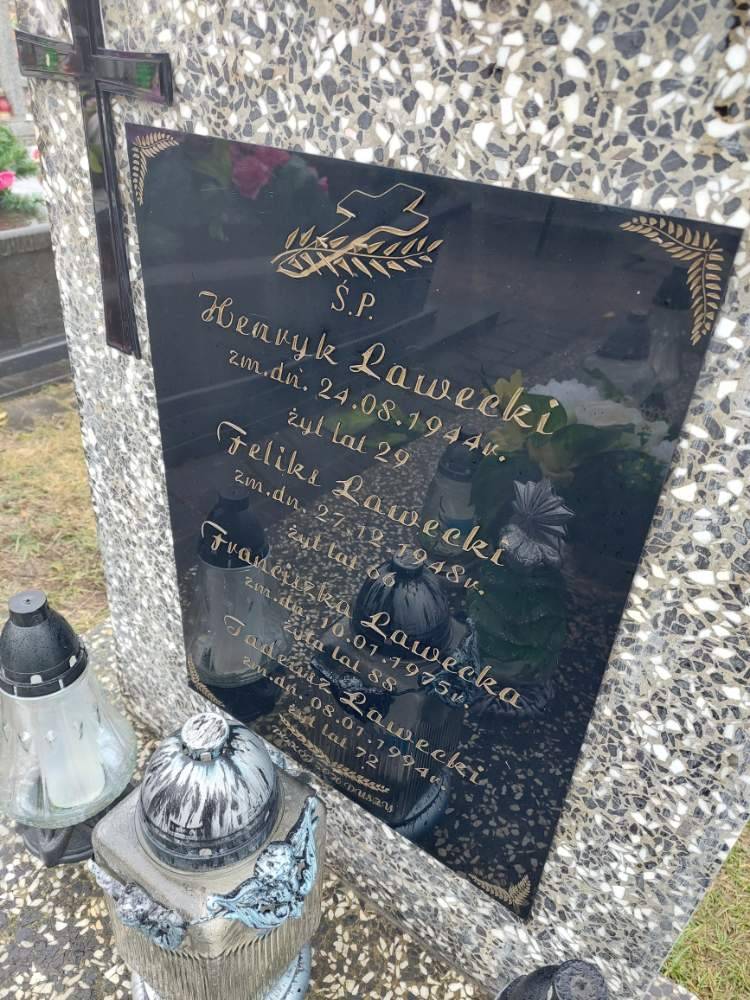 Ś.P.
Henryk Ławecki
zm.dń. 24.08.1944r.
żył lat 29
Feliks Ławecki
zm.dn. 27.12.1948r.
żył lat 66
Franciszka Ławecka
zm.dn. 10.01.1975r.
żyła lat 88
Tadeusz Ławecki
zm.dn. 08.01.1994r.
żył lat 72
DUSZY